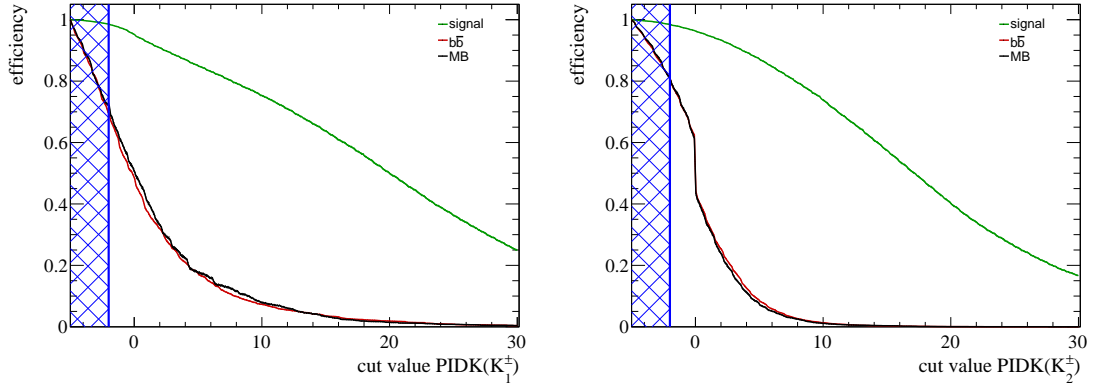 efficiency
1
0.8
0.6
0.4
0.2
0
signal
bb̅
MB
0 10 20 30
cut value PIDK(K₁±)
efficiency
1
0.8
0.6
0.4
0.2
0
signal
bb̅
MB
0 10 20 30
cut value PIDK(K₂±)